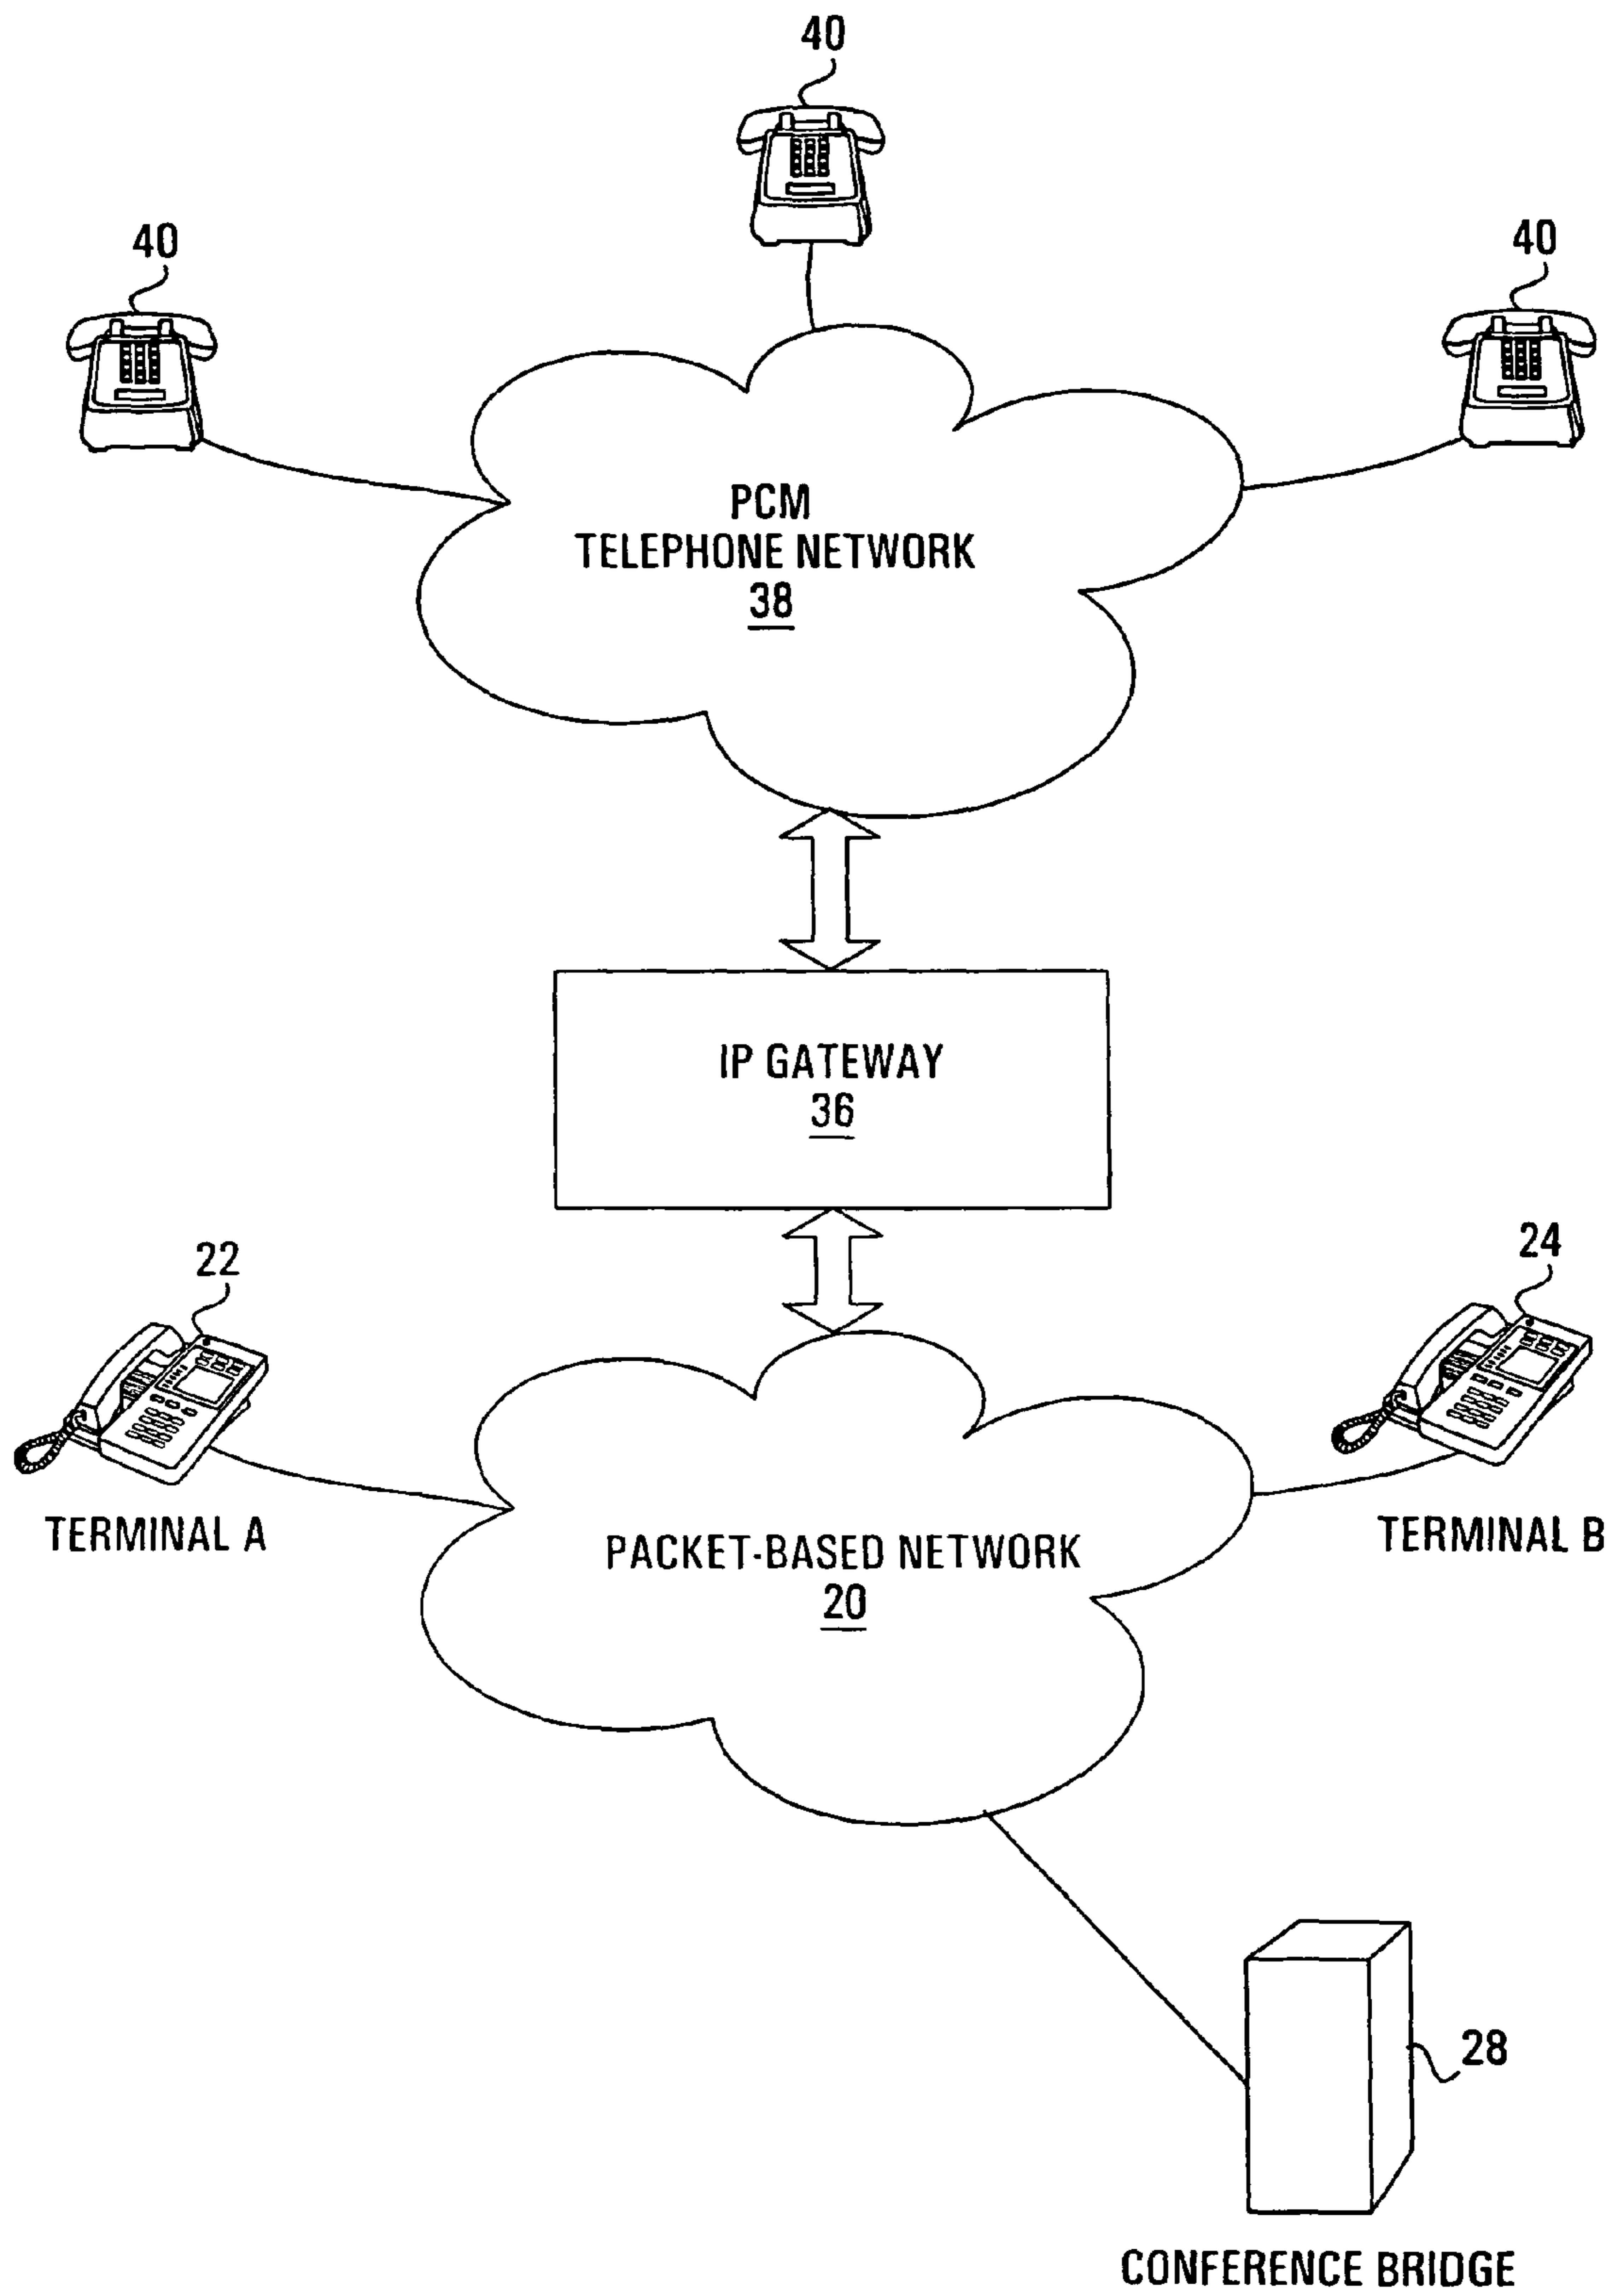 40
40
40
PCM
TELEPHONE NETWORK
38
IP GATEWAY
36
22
24
TERMINAL A
TERMINAL B
PACKET-BASED NETWORK
20
28
CONFERENCE BRIDGE